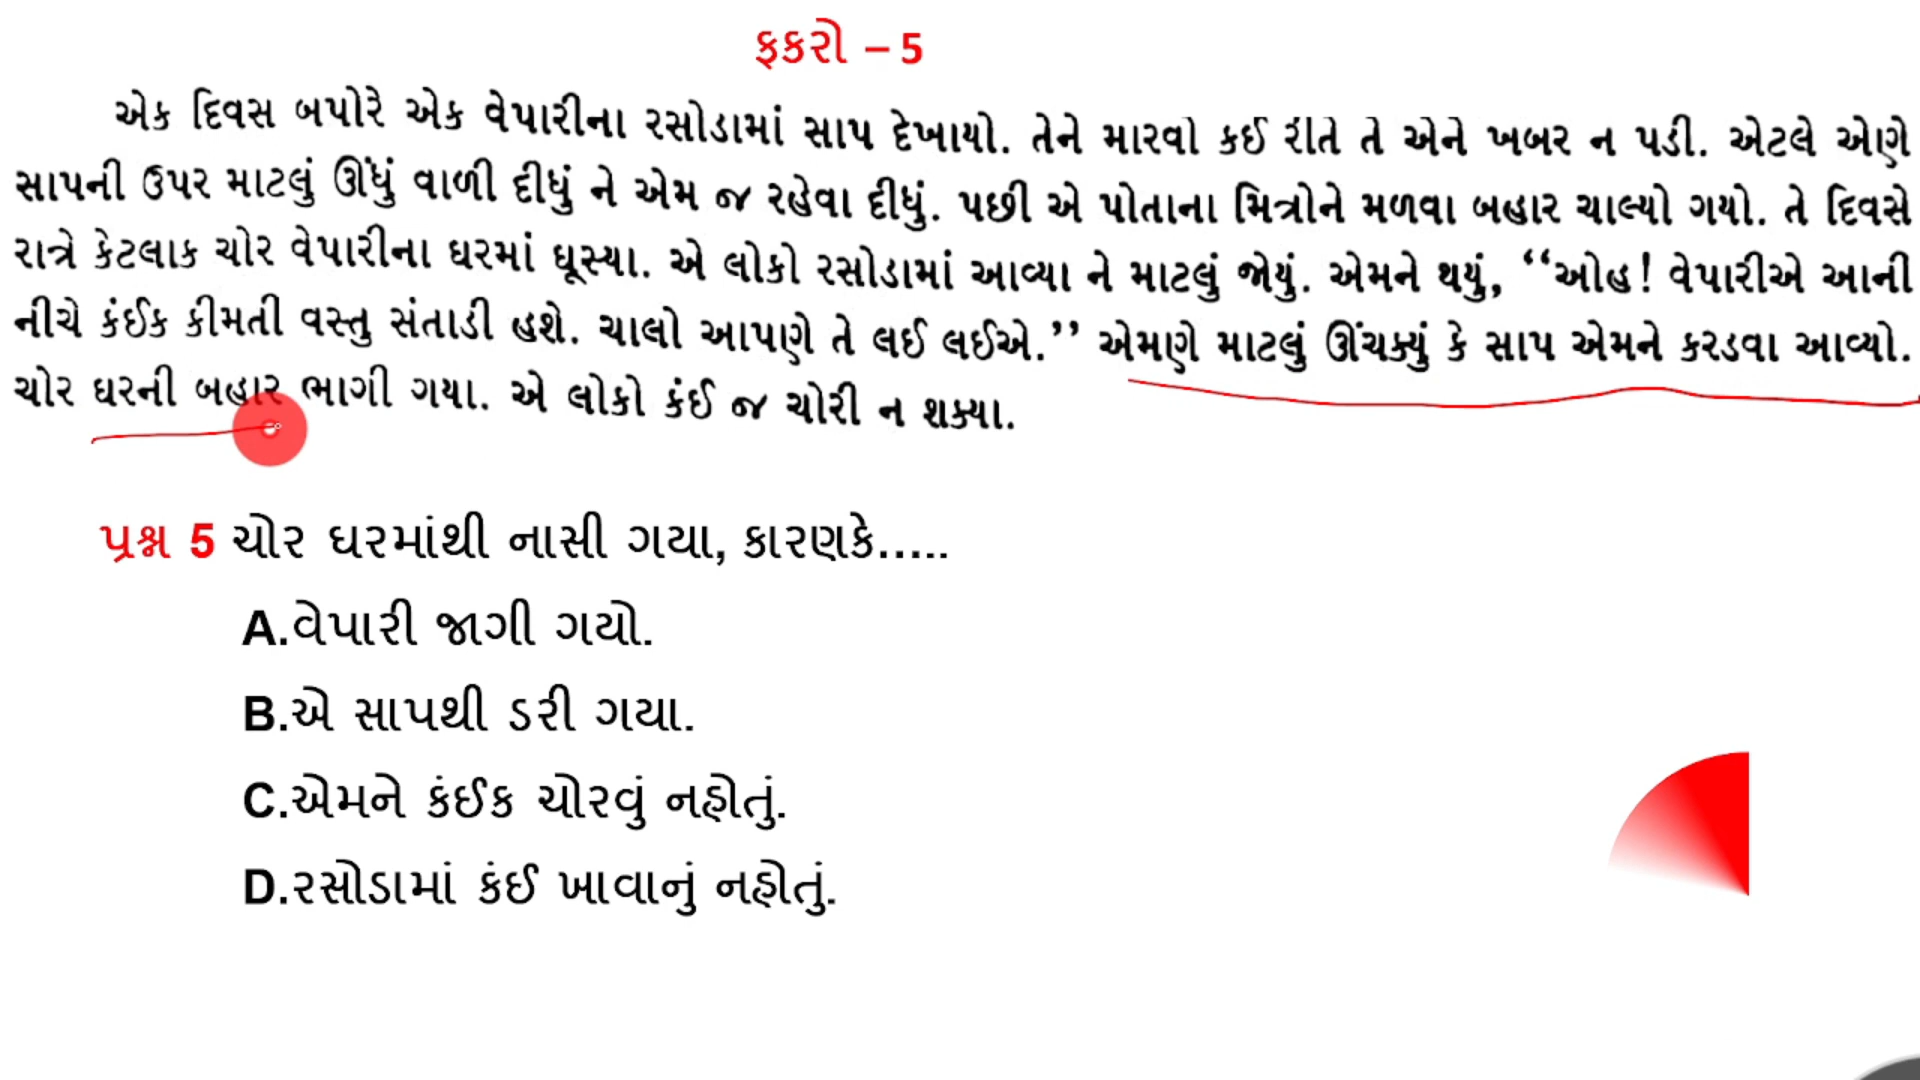 ફકરો – 5
એક દિવસ બપોરે એક વેપારીના રસોડામાં સાપ દેખાયો. તેને મારવો કઈ રીતે તે એને ખબર ન પડી. એટલે એણે
સાપની ઉપર માટલું ઊંધું વાળી દીધું ને એમ જ રહેવા દીધું. પછી એ પોતાના મિત્રોને મળવા બહાર ચાલ્યો ગયો. તે દિવસે
રાત્રે કેટલાક ચોર વેપારીના ઘરમાં ઘૂસ્યા. એ લોકો રસોડામાં આવ્યા ને માટલું જોયું. એમને થયું, ‘‘ઓહ! વેપારીએ આની
નીચે કંઈક કીમતી વસ્તુ સંતાડી હશે. ચાલો આપણે તે લઈ લઈએ.’’ એમણે માટલું ઊંચક્યું કે સાપ એમને કરડવા આવ્યો.
ચોર ઘરની બહાર ભાગી ગયા. એ લોકો કંઈ જ ચોરી ન શક્યા.
પ્રશ્ન 5 ચોર ઘરમાંથી નાસી ગયા, કારણકે.....
A.વેપારી જાગી ગયો.
B.એ સાપથી ડરી ગયા.
C.એમને કંઈક ચોરવું નહોતું.
D.રસોડામાં કંઈ ખાવાનું નહોતું.